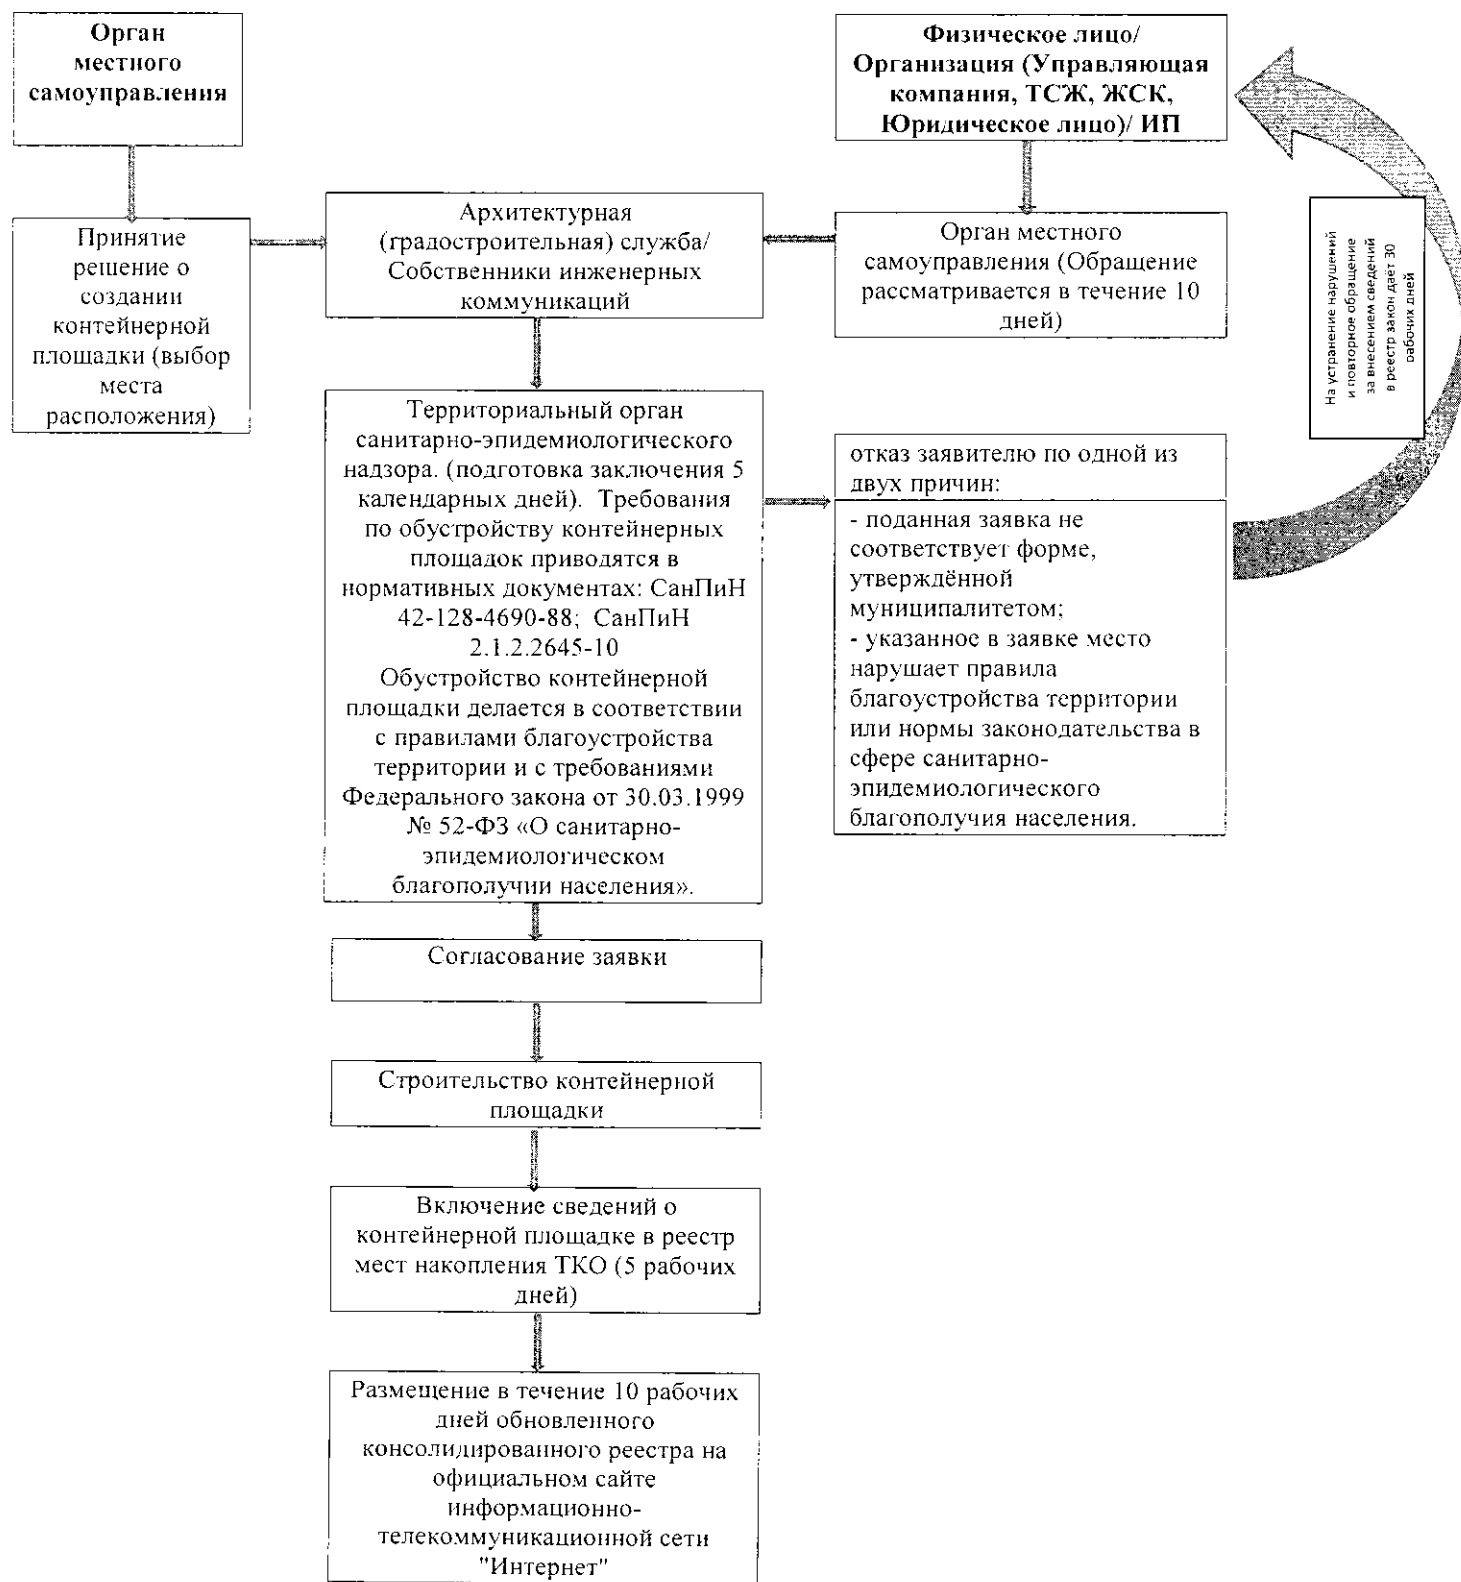 Орган
местного
самоуправления
Физическое лицо/
Организация (Управляющая
компания, ТСЖ, ЖСК,
Юридическое лицо)/ ИП
Принятие
решение о
создании
контейнерной
площадки (выбор
места
расположения)
Архитектурная
(градостроительная) служба/
Собственники инженерных
коммуникаций
Орган местного
самоуправления (Обращение
рассматривается в течение 10
дней)
На устранение нарушений
и повторное обращение
за внесением сведений
в реестр закон даёт 30
рабочих дней
Территориальный орган
санитарно-эпидемиологического
надзора. (подготовка заключения 5
календарных дней). Требования
по обустройству контейнерных
площадок приводятся в
нормативных документах: СанПиН
42-128-4690-88; СанПиН
2.1.2.2645-10
Обустройство контейнерной
площадки делается в соответствии
с правилами благоустройства
территории и с требованиями
Федерального закона от 30.03.1999
№ 52-ФЗ «О санитарно-
эпидемиологическом
благополучии населения».
отказ заявителю по одной из
двух причин:
- поданная заявка не
соответствует форме,
утверждённой
муниципалитетом;
- указанное в заявке место
нарушает правила
благоустройства территории
или нормы законодательства в
сфере санитарно-
эпидемиологического
благополучия населения.
Согласование заявки
Строительство контейнерной
площадки
Включение сведений о
контейнерной площадке в реестр
мест накопления ТКО (5 рабочих
дней)
Размещение в течение 10 рабочих
дней обновленного
консолидированного реестра на
официальном сайте
информационно-
телекоммуникационной сети
"Интернет"